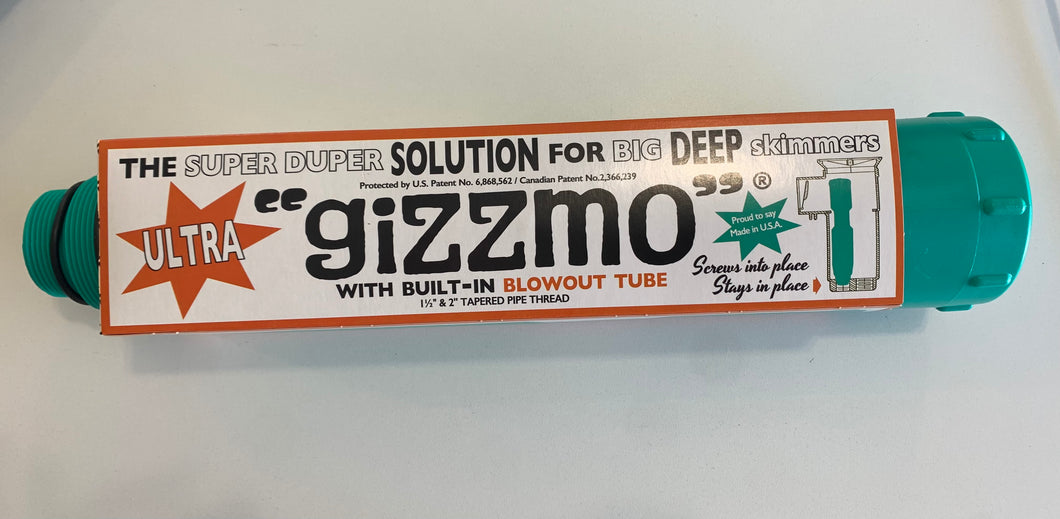 THE SUPER DUPER SOLUTION FOR BIG DEEP skimmers
Protected by U.S. Patent No. 6,868,562 / Canadian Patent No.2,366,239
ULTRA
"gizzmo" ®
Proud to say
Made in U.S.A.
WITH BUILT-IN BLOWOUT TUBE
1½" & 2" TAPERED PIPE THREAD
Screws into place
Stays in place